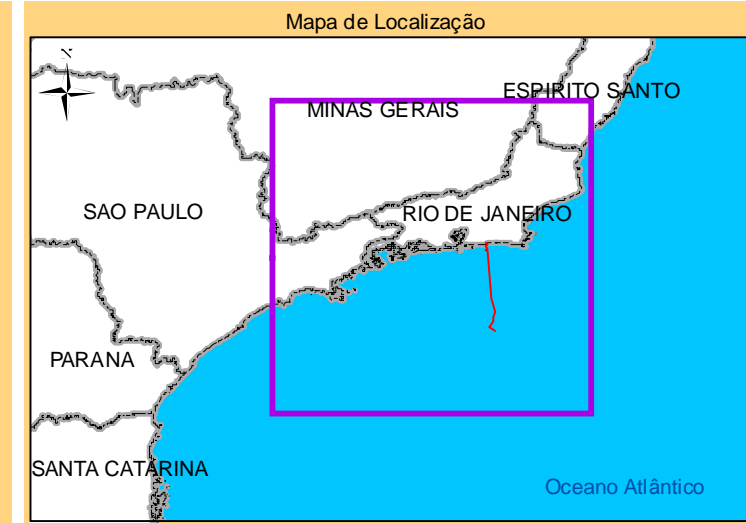 Mapa de Localização
N
ESPIRITO SANTO
MINAS GERAIS
SAO PAULO
RIO DE JANEIRO
PARANA
SANTA CATARINA
Oceano Atlântico